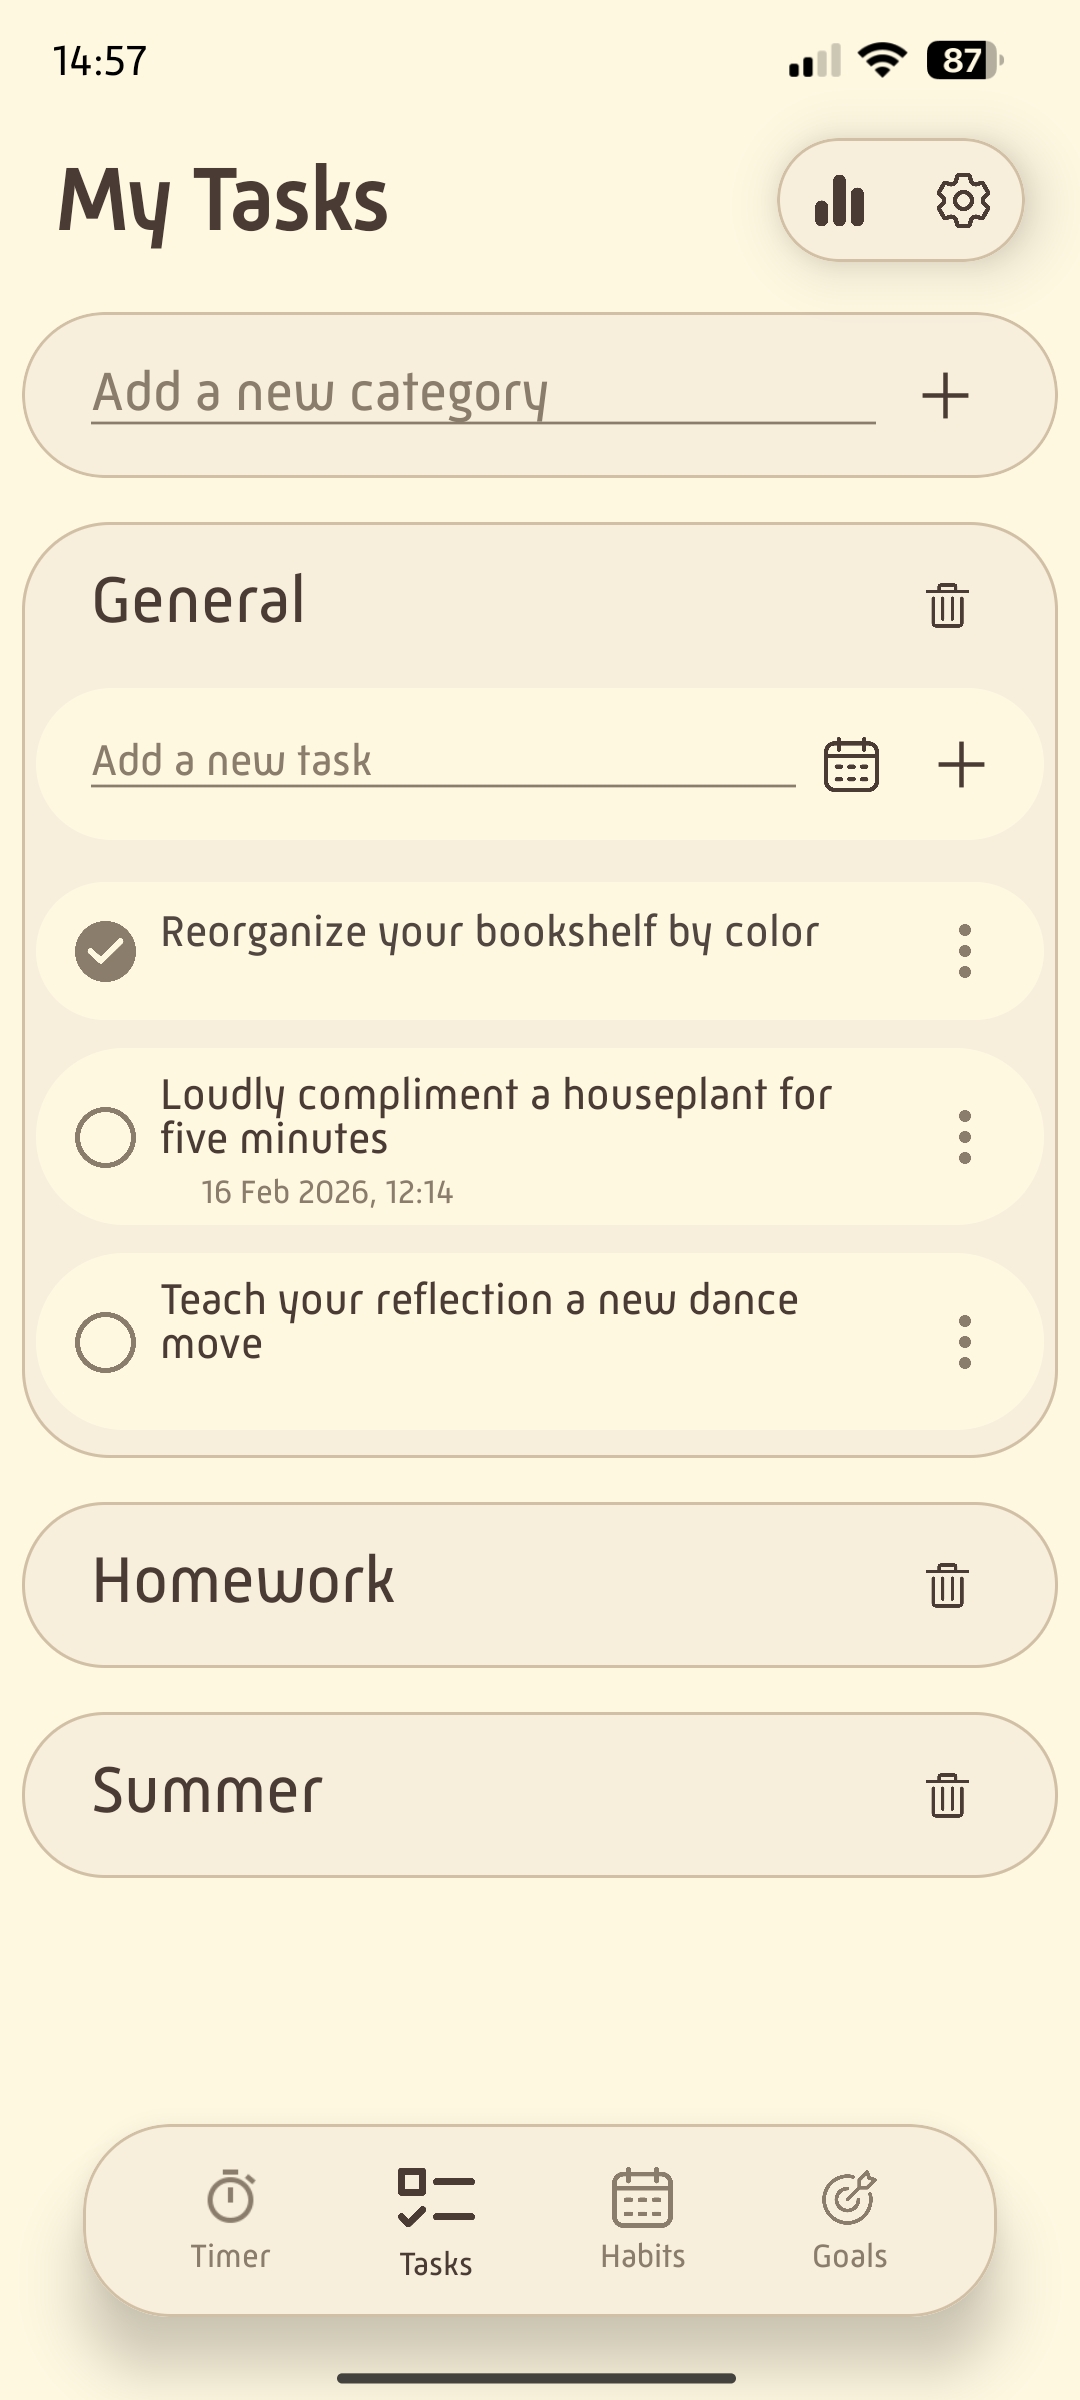 14:57
87
My Tasks
Add a new category
General
Add a new task
Reorganize your bookshelf by color
Loudly compliment a houseplant for
five minutes
16 Feb 2026, 12:14
Teach your reflection a new dance
move
Homework
Summer
Timer
Tasks
Habits
Goals